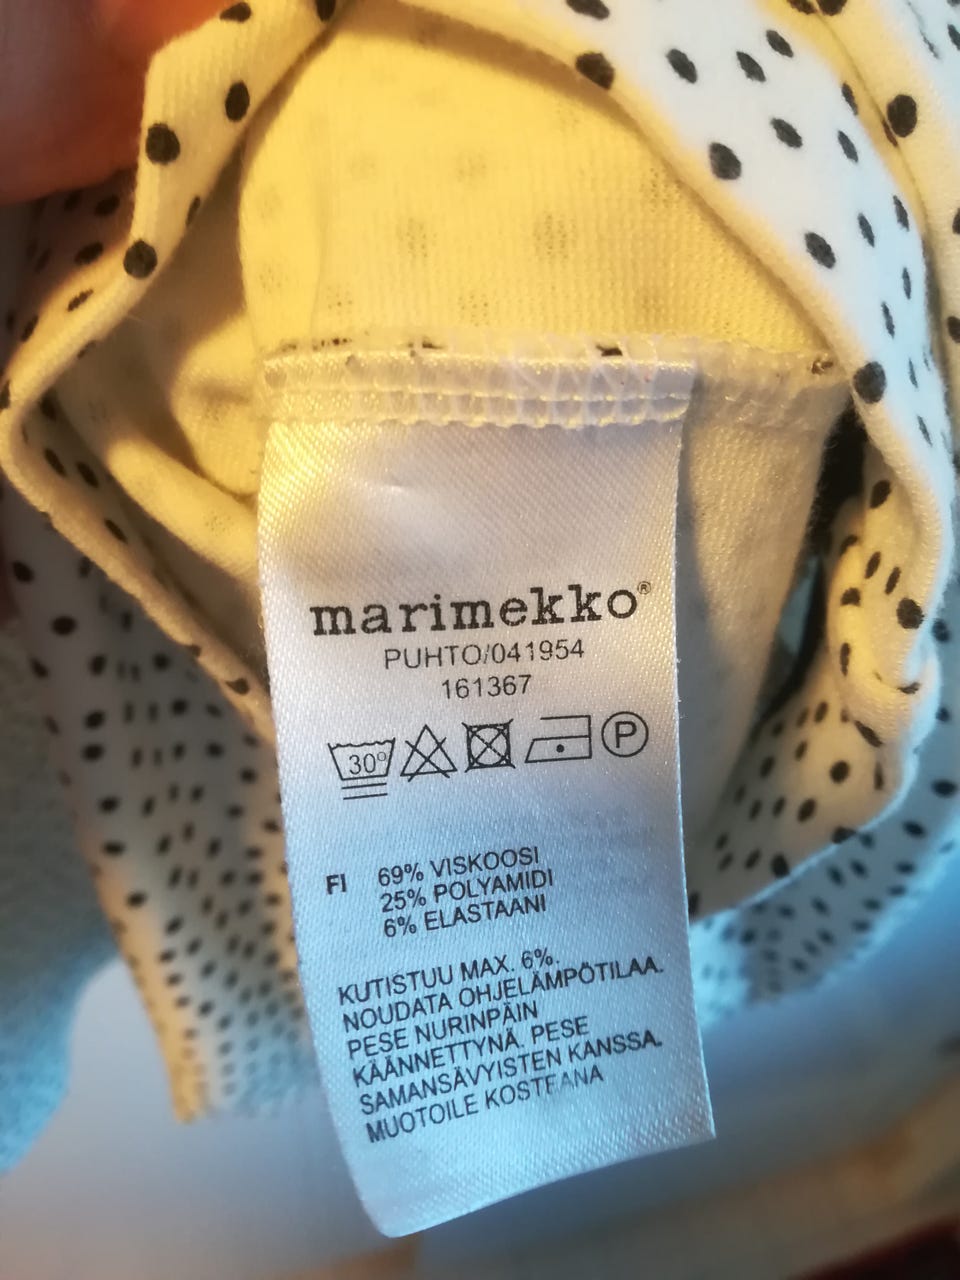 marimekko®
PUHTO/041954
161367
30° P
FI 69% VISKOOSI
25% POLYAMIDI
6% ELASTAANI
KUTISTUU MAX. 6%.
NOUDATA OHJELÄMPÖTILAA.
PESE NURINPÄIN
KÄÄNNETTYNÄ. PESE
SAMANSÄVYISTEN KANSSA.
MUOTOILE KOSTEANA